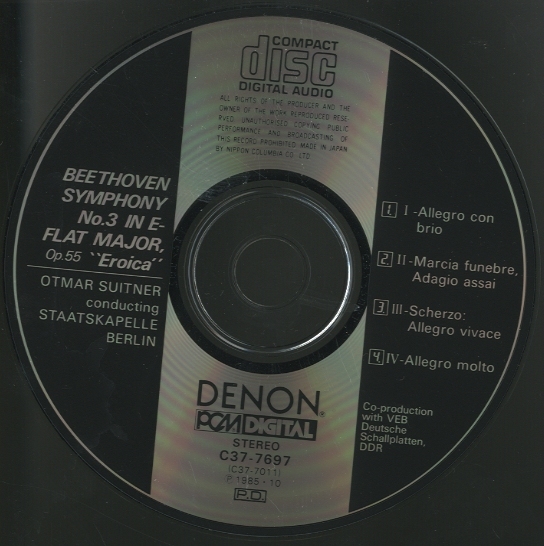 COMPACT
disc
DIGITAL AUDIO
ALL RIGHTS OF THE PRODUCER AND THE
OWNER OF THE WORK REPRODUCED RESE-
RVED. UNAUTHORISED COPYING PUBLIC
PERFORMANCE AND BROADCASTING OF
THIS RECORD PROHIBITED. MADE IN JAPAN
BY NIPPON COLUMBIA CO. LTD.
BEETHOVEN
SYMPHONY
No.3 IN E-
FLAT MAJOR,
Op.55 ``Eroica´´
OTMAR SUITNER
conducting
STAATSKAPELLE
BERLIN
1. I -Allegro con
brio
2. II-Marcia funebre,
Adagio assai
3 III-Scherzo:
Allegro vivace
4 IV-Allegro molto
DENON®
PCM DIGITAL
STEREO
C37-7697
(C37-7011)
℗ 1985 - 10
P.D.
Co-production
with VEB
Deutsche
Schallplatten,
DDR